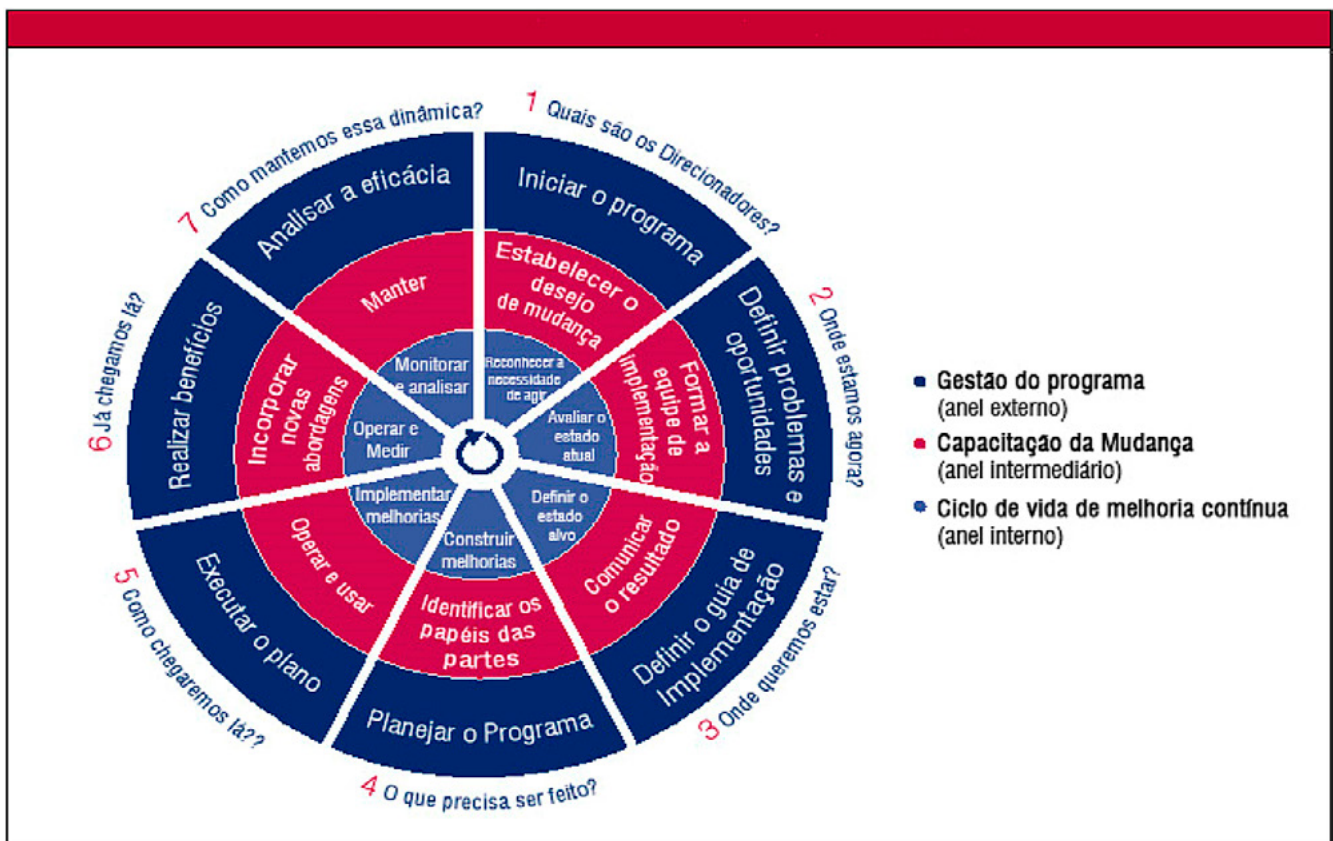 1 Quais são os Direcionadores?
Iniciar o programa
Estabelecer o
desejo
de mudança
Reconhecer a
necessidade
de agir
2 Onde estamos agora?
Definir problemas e
oportunidades
Formar a
equipe de
implementação
Avaliar o
estado
atual
3 Onde queremos estar?
Definir o guia de
Implementação
Comunicar
o resultado
Definir o
estado
alvo
4 O que precisa ser feito?
Planejar o Programa
Identificar os
papéis das
partes
Construir
melhorias
5 Como chegaremos lá??
Executar o plano
Operar e usar
Implementar
melhorias
6 Já chegamos lá?
Realizar benefícios
Incorporar
novas
abordagens
Operar e
Medir
7 Como mantemos essa dinâmica?
Analisar a eficácia
Manter
Monitorar
e analisar
Gestão do programa
(anel externo)
Capacitação da Mudança
(anel intermediário)
Ciclo de vida de melhoria contínua
(anel interno)